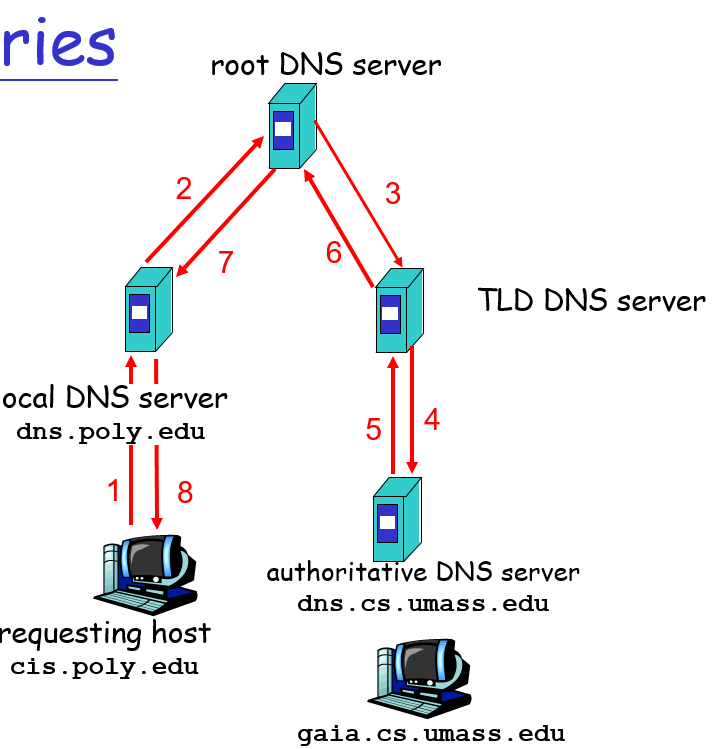 ries
root DNS server
2
3
7
6
TLD DNS server
ocal DNS server
dns.poly.edu
5
4
1
8
authoritative DNS server
dns.cs.umass.edu
requesting host
cis.poly.edu
gaia.cs.umass.edu